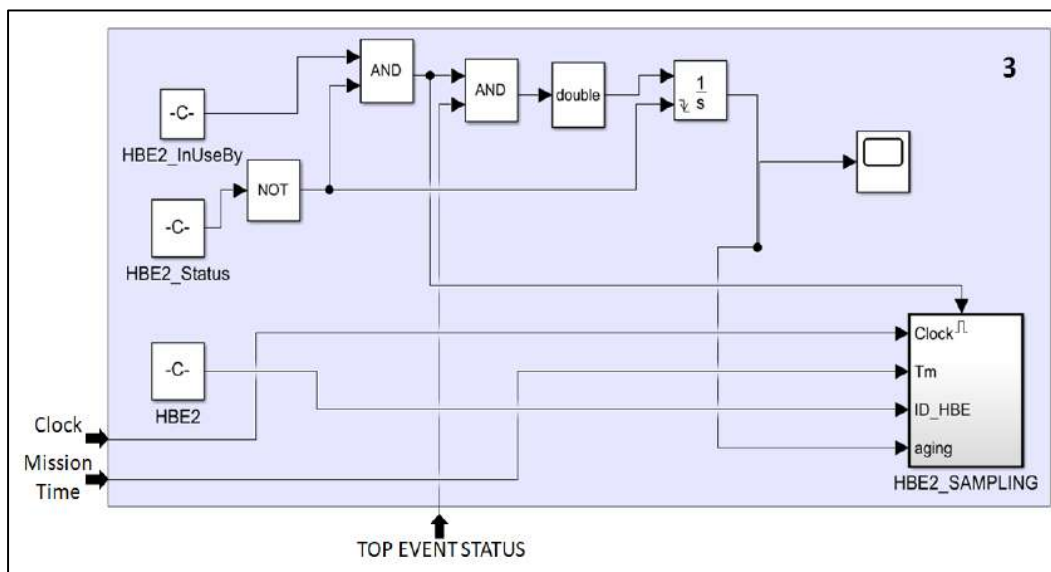 3
AND
AND
double
1
s
-C-
HBE2_InUseBy
NOT
-C-
HBE2_Status
-C-
HBE2
Clock
Tm
ID_HBE
aging
HBE2_SAMPLING
Clock
Mission
Time
TOP EVENT STATUS